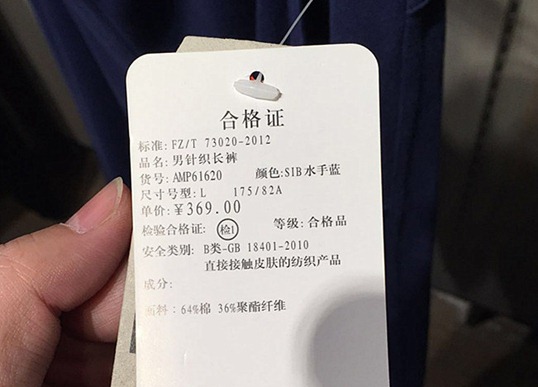 合格证
标准: FZ/T 73020-2012
品名: 男针织长裤
货号: AMP61620 颜色: SIB水手蓝
尺寸号型: L 175/82A
单价: ¥369.00
检验合格证: 检1 等级: 合格品
安全类别: B类-GB 18401-2010
直接接触皮肤的纺织产品
成分:
面料: 64%棉 36%聚酯纤维